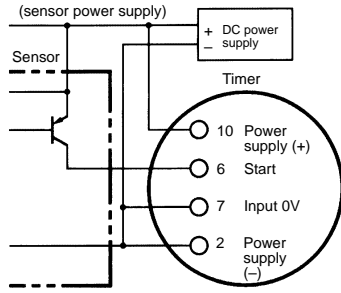 (sensor power supply)
+ DC power
– supply
Sensor
Timer
10 Power
supply (+)
6 Start
7 Input 0V
2 Power
supply
(–)